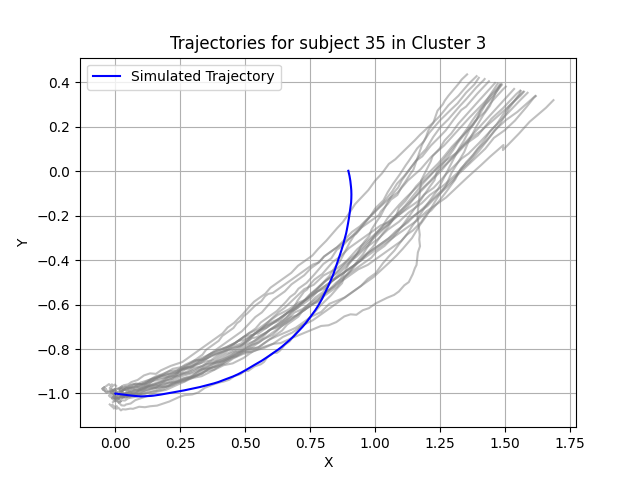 Trajectories for subject 35 in Cluster 3
Simulated Trajectory
0.4
0.2
0.0
−0.2
−0.4
−0.6
−0.8
−1.0
Y
0.00 0.25 0.50 0.75 1.00 1.25 1.50 1.75
X